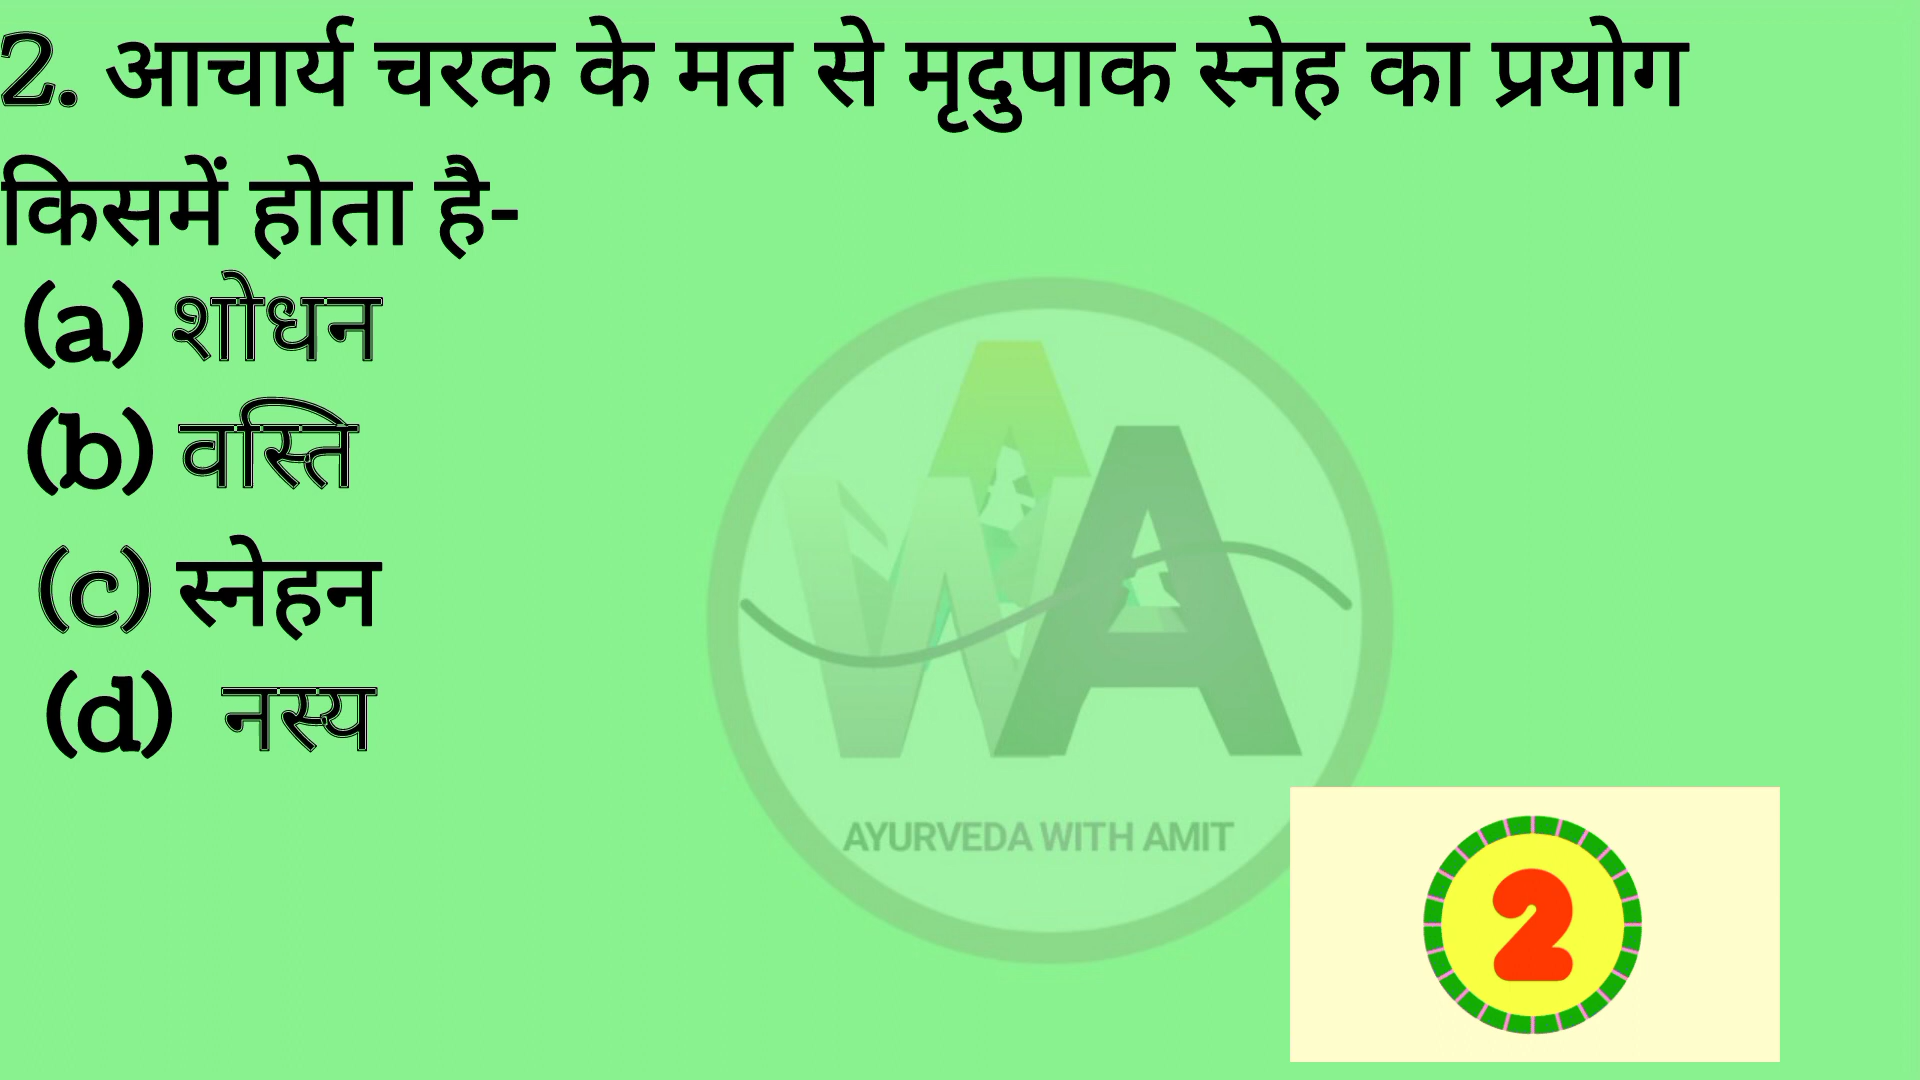 2. आचार्य चरक के मत से मृदुपाक स्नेह का प्रयोग
किसमें होता है-
(a) शोधन
(b) वस्ति
(c) स्नेहन
(d) नस्य
AYURVEDA WITH AMIT
2